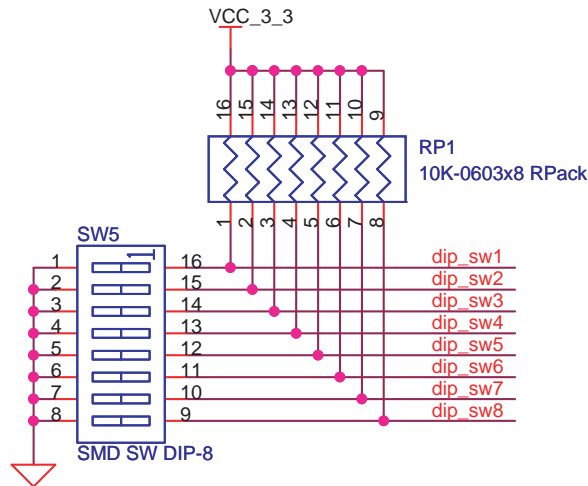 VCC_3_3
16 15 14 13 12 11 10 9
RP1
10K-0603x8 RPack
1 2 3 4 5 6 7 8
SW5
1
1 16 dip_sw1
2 15 dip_sw2
3 14 dip_sw3
4 13 dip_sw4
5 12 dip_sw5
6 11 dip_sw6
7 10 dip_sw7
8 9 dip_sw8
SMD SW DIP-8